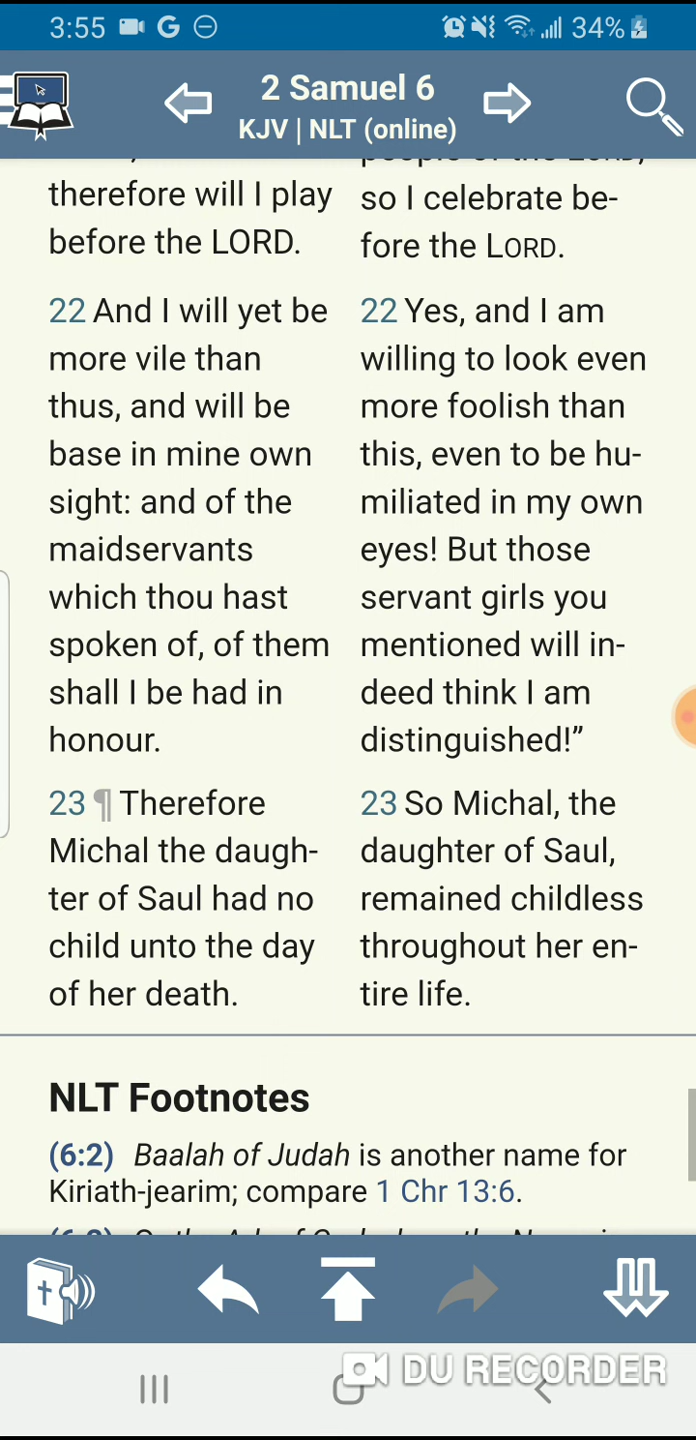 3:55 G 34%
2 Samuel 6
KJV | NLT (online)
therefore will I play
before the LORD.
22 And I will yet be
more vile than
thus, and will be
base in mine own
sight: and of the
maidservants
which thou hast
spoken of, of them
shall I be had in
honour.
23 ¶ Therefore
Michal the daugh-
ter of Saul had no
child unto the day
of her death.
people of the LORD,
so I celebrate be-
fore the LORD.
22 Yes, and I am
willing to look even
more foolish than
this, even to be hu-
miliated in my own
eyes! But those
servant girls you
mentioned will in-
deed think I am
distinguished!”
23 So Michal, the
daughter of Saul,
remained childless
throughout her en-
tire life.
NLT Footnotes
(6:2) Baalah of Judah is another name for
Kiriath-jearim; compare 1 Chr 13:6.
DU RECORDER